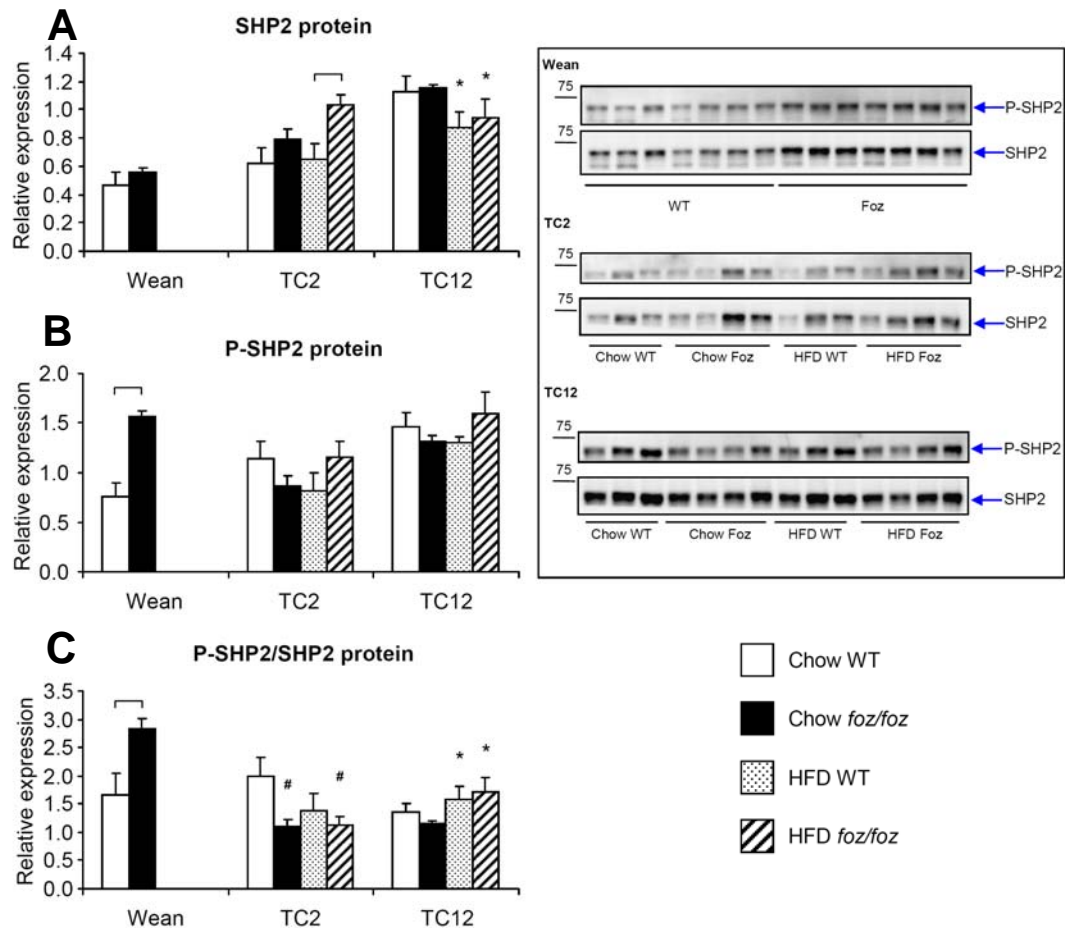 A
SHP2 protein
Relative expression
1.4
1.2
1.0
0.8
0.6
0.4
0.2
0.0
* *
Wean TC2 TC12
B
P-SHP2 protein
Relative expression
2.0
1.5
1.0
0.5
0.0
Wean TC2 TC12
C
P-SHP2/SHP2 protein
Relative expression
3.5
3.0
2.5
2.0
1.5
1.0
0.5
0.0
# # * *
Wean TC2 TC12
Wean
75
P-SHP2
75
SHP2
WT Foz
TC2
75
P-SHP2
75
SHP2
Chow WT Chow Foz HFD WT HFD Foz
TC12
75
P-SHP2
75
SHP2
Chow WT Chow Foz HFD WT HFD Foz
Chow WT
Chow foz/foz
HFD WT
HFD foz/foz